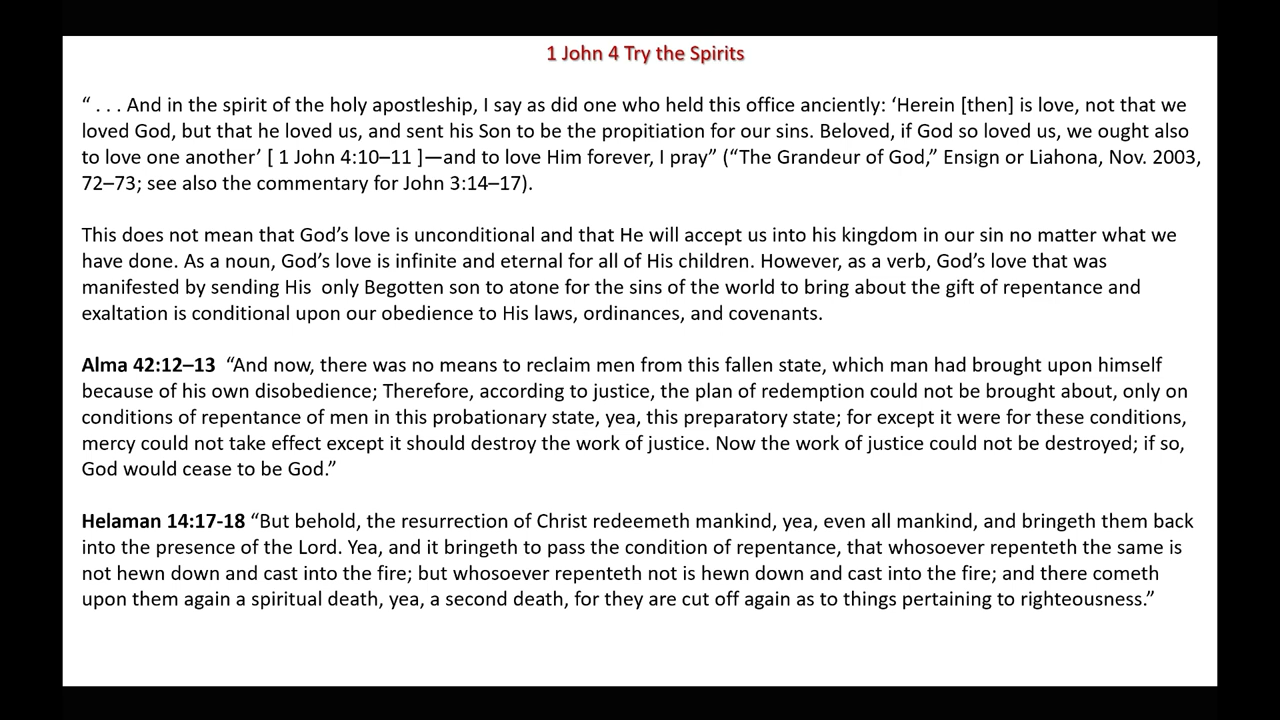 1 John 4 Try the Spirits
“ . . . And in the spirit of the holy apostleship, I say as did one who held this office anciently: ‘Herein [then] is love, not that we
loved God, but that he loved us, and sent his Son to be the propitiation for our sins. Beloved, if God so loved us, we ought also
to love one another’ [ 1 John 4:10–11 ]—and to love Him forever, I pray” (“The Grandeur of God,” Ensign or Liahona, Nov. 2003,
72–73; see also the commentary for John 3:14–17).
This does not mean that God’s love is unconditional and that He will accept us into his kingdom in our sin no matter what we
have done. As a noun, God’s love is infinite and eternal for all of His children. However, as a verb, God’s love that was
manifested by sending His  only Begotten son to atone for the sins of the world to bring about the gift of repentance and
exaltation is conditional upon our obedience to His laws, ordinances, and covenants.
Alma 42:12–13  “And now, there was no means to reclaim men from this fallen state, which man had brought upon himself
because of his own disobedience; Therefore, according to justice, the plan of redemption could not be brought about, only on
conditions of repentance of men in this probationary state, yea, this preparatory state; for except it were for these conditions,
mercy could not take effect except it should destroy the work of justice. Now the work of justice could not be destroyed; if so,
God would cease to be God.”
Helaman 14:17-18 “But behold, the resurrection of Christ redeemeth mankind, yea, even all mankind, and bringeth them back
into the presence of the Lord. Yea, and it bringeth to pass the condition of repentance, that whosoever repenteth the same is
not hewn down and cast into the fire; but whosoever repenteth not is hewn down and cast into the fire; and there cometh
upon them again a spiritual death, yea, a second death, for they are cut off again as to things pertaining to righteousness.”